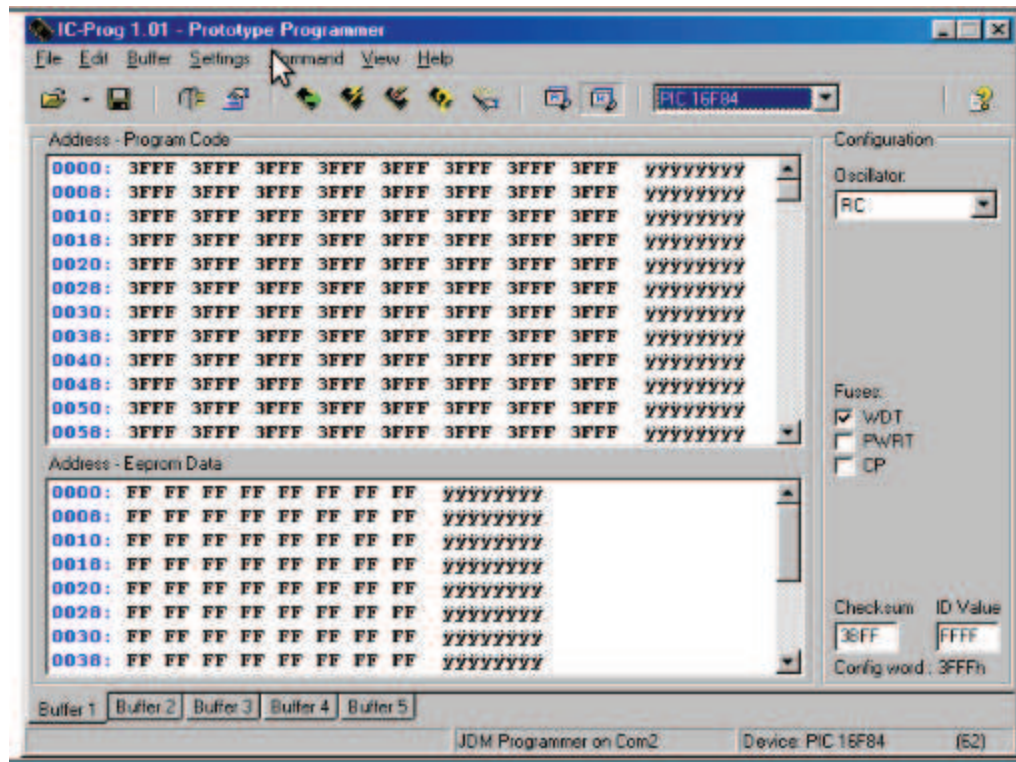 IC-Prog 1.01 - Prototype Programmer
File Edit Buffer Settings Command View Help
PIC 16F84
Address - Program Code
0000: 3FFF 3FFF 3FFF 3FFF 3FFF 3FFF 3FFF 3FFF ÿÿÿÿÿÿÿÿ
0008: 3FFF 3FFF 3FFF 3FFF 3FFF 3FFF 3FFF 3FFF ÿÿÿÿÿÿÿÿ
0010: 3FFF 3FFF 3FFF 3FFF 3FFF 3FFF 3FFF 3FFF ÿÿÿÿÿÿÿÿ
0018: 3FFF 3FFF 3FFF 3FFF 3FFF 3FFF 3FFF 3FFF ÿÿÿÿÿÿÿÿ
0020: 3FFF 3FFF 3FFF 3FFF 3FFF 3FFF 3FFF 3FFF ÿÿÿÿÿÿÿÿ
0028: 3FFF 3FFF 3FFF 3FFF 3FFF 3FFF 3FFF 3FFF ÿÿÿÿÿÿÿÿ
0030: 3FFF 3FFF 3FFF 3FFF 3FFF 3FFF 3FFF 3FFF ÿÿÿÿÿÿÿÿ
0038: 3FFF 3FFF 3FFF 3FFF 3FFF 3FFF 3FFF 3FFF ÿÿÿÿÿÿÿÿ
0040: 3FFF 3FFF 3FFF 3FFF 3FFF 3FFF 3FFF 3FFF ÿÿÿÿÿÿÿÿ
0048: 3FFF 3FFF 3FFF 3FFF 3FFF 3FFF 3FFF 3FFF ÿÿÿÿÿÿÿÿ
0050: 3FFF 3FFF 3FFF 3FFF 3FFF 3FFF 3FFF 3FFF ÿÿÿÿÿÿÿÿ
0058: 3FFF 3FFF 3FFF 3FFF 3FFF 3FFF 3FFF 3FFF ÿÿÿÿÿÿÿÿ
Address - Eeprom Data
0000: FF FF FF FF FF FF FF FF ÿÿÿÿÿÿÿÿ
0008: FF FF FF FF FF FF FF FF ÿÿÿÿÿÿÿÿ
0010: FF FF FF FF FF FF FF FF ÿÿÿÿÿÿÿÿ
0018: FF FF FF FF FF FF FF FF ÿÿÿÿÿÿÿÿ
0020: FF FF FF FF FF FF FF FF ÿÿÿÿÿÿÿÿ
0028: FF FF FF FF FF FF FF FF ÿÿÿÿÿÿÿÿ
0030: FF FF FF FF FF FF FF FF ÿÿÿÿÿÿÿÿ
0038: FF FF FF FF FF FF FF FF ÿÿÿÿÿÿÿÿ
Configuration
Oscillator:
RC
Fuses:
WDT
PWRT
CP
Checksum ID Value
3BFF FFFF
Config word : 3FFFh
Buffer 1 Buffer 2 Buffer 3 Buffer 4 Buffer 5
JDM Programmer on Com2 Device: PIC 16F84 (62)